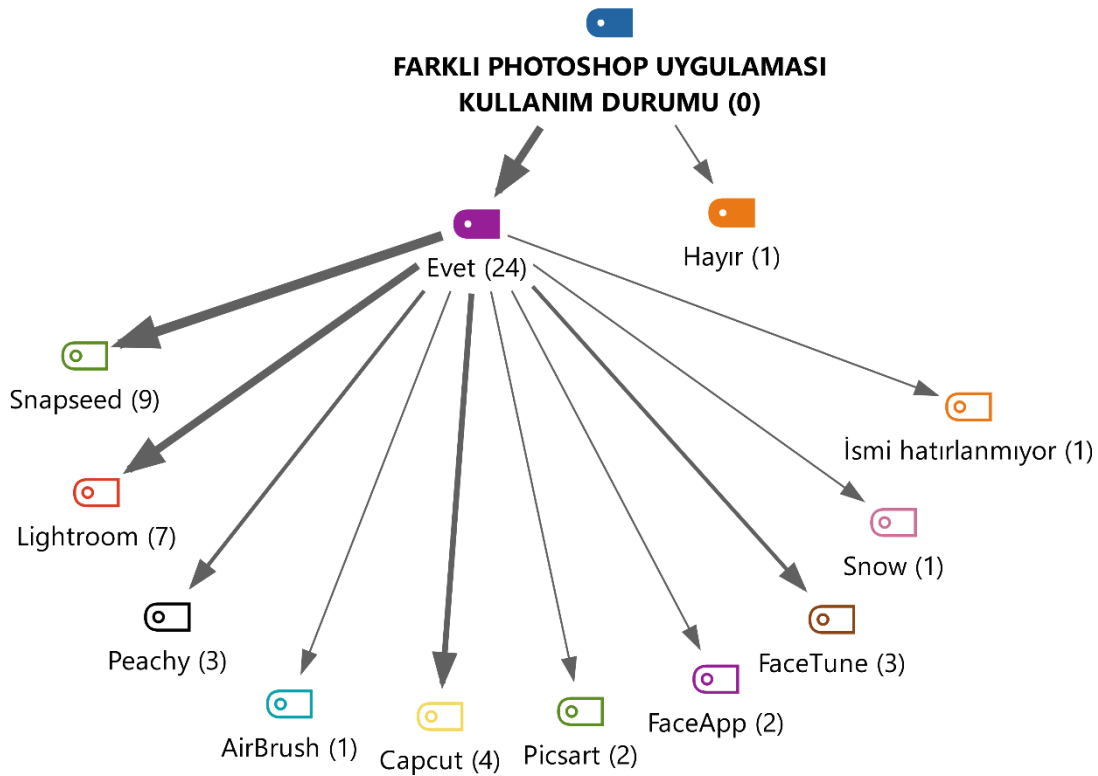 FARKLI PHOTOSHOP UYGULAMASI
KULLANIM DURUMU (0)
Evet (24)
Hayır (1)
Snapseed (9)
Lightroom (7)
Peachy (3)
AirBrush (1)
Capcut (4)
Picsart (2)
FaceApp (2)
FaceTune (3)
Snow (1)
İsmi hatırlanmıyor (1)